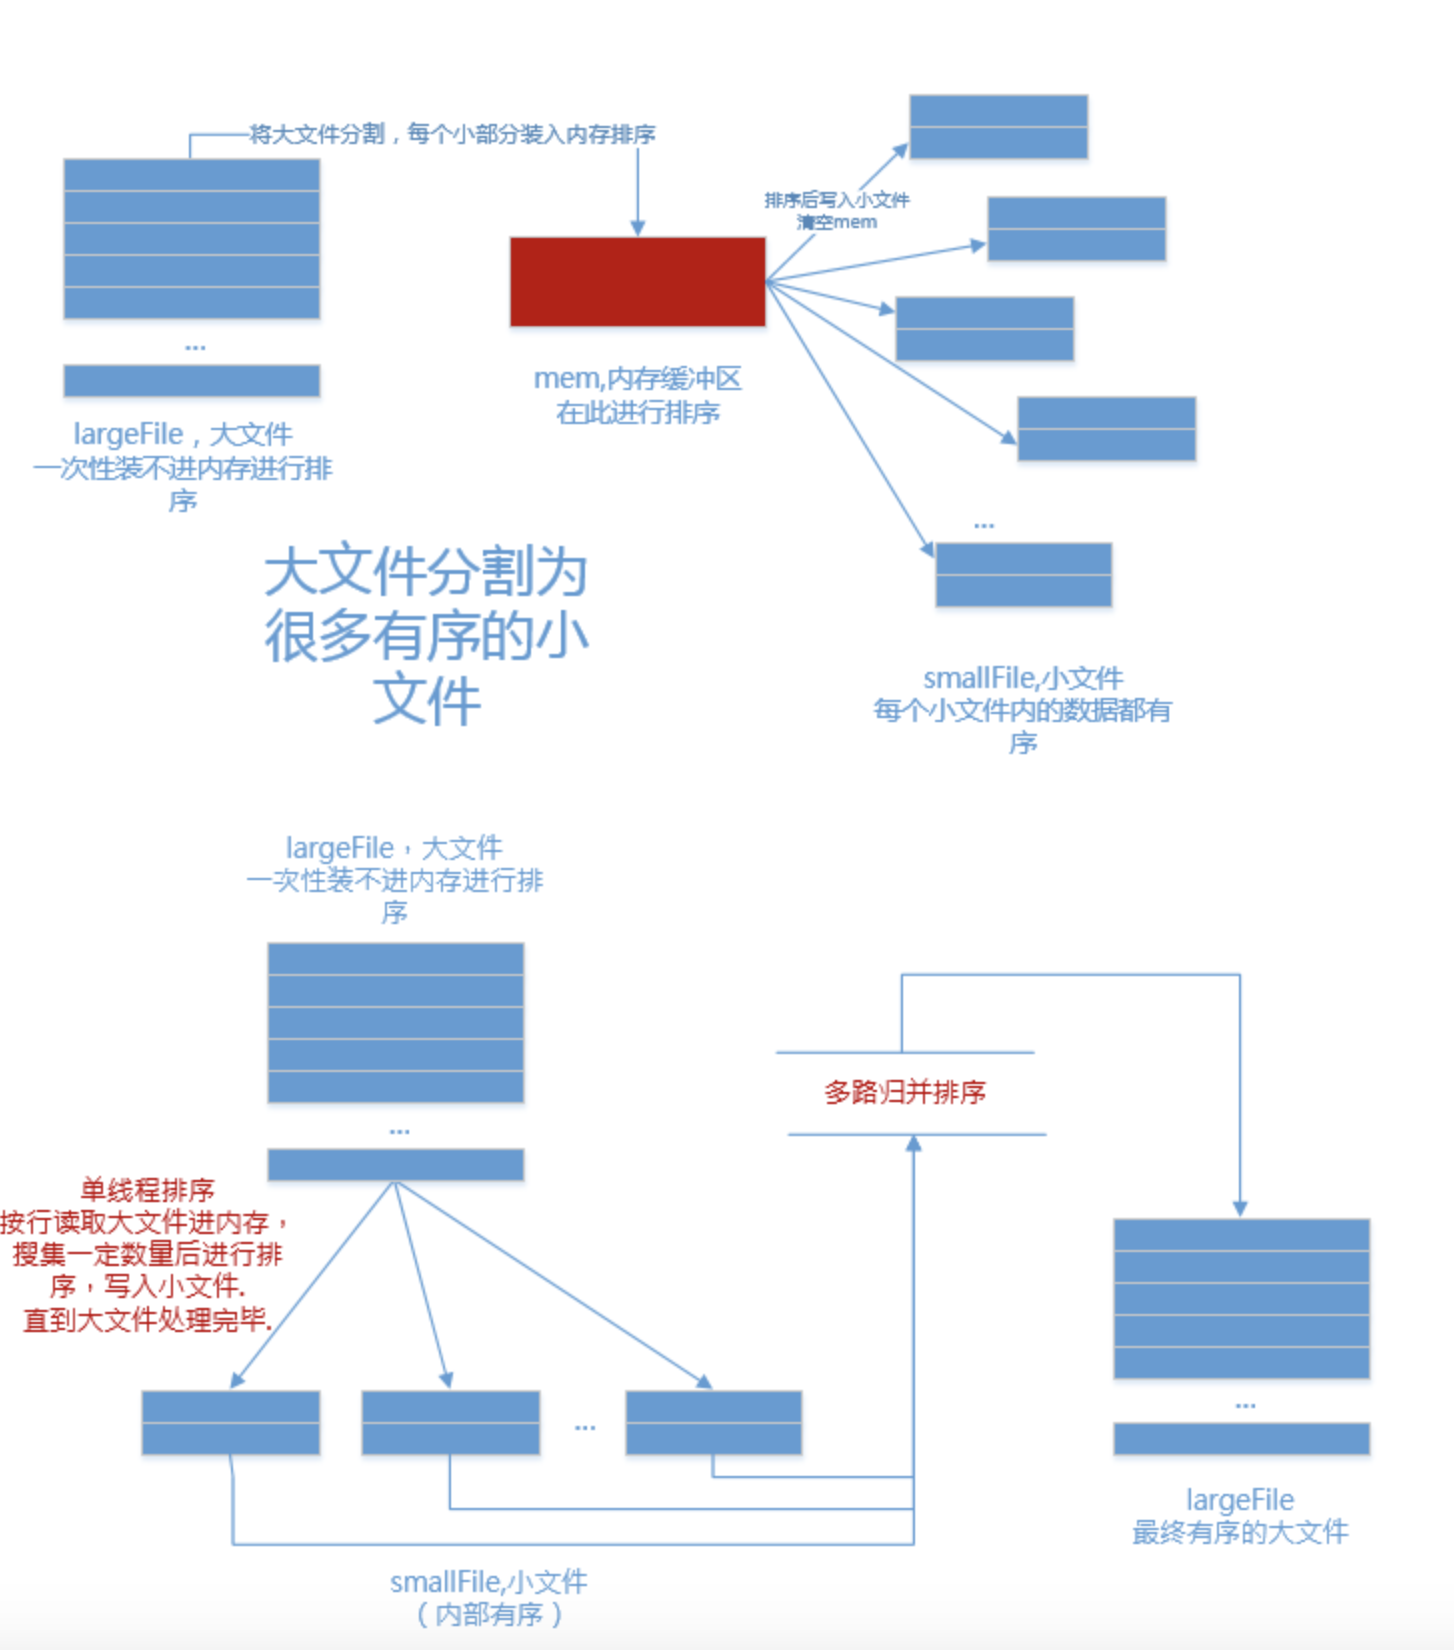 将大文件分割，每个小部分装入内存排序
排序后写入小文件
清空mem
...
mem,内存缓冲区
在此进行排序
largeFile，大文件
一次性装不进内存进行排
序
...
大文件分割为
很多有序的小
文件
smallFile,小文件
每个小文件内的数据都有
序
largeFile，大文件
一次性装不进内存进行排
序
多路归并排序
...
单线程排序
按行读取大文件进内存，
搜集一定数量后进行排
序，写入小文件.
直到大文件处理完毕.
...
...
largeFile
最终有序的大文件
smallFile,小文件
（内部有序）